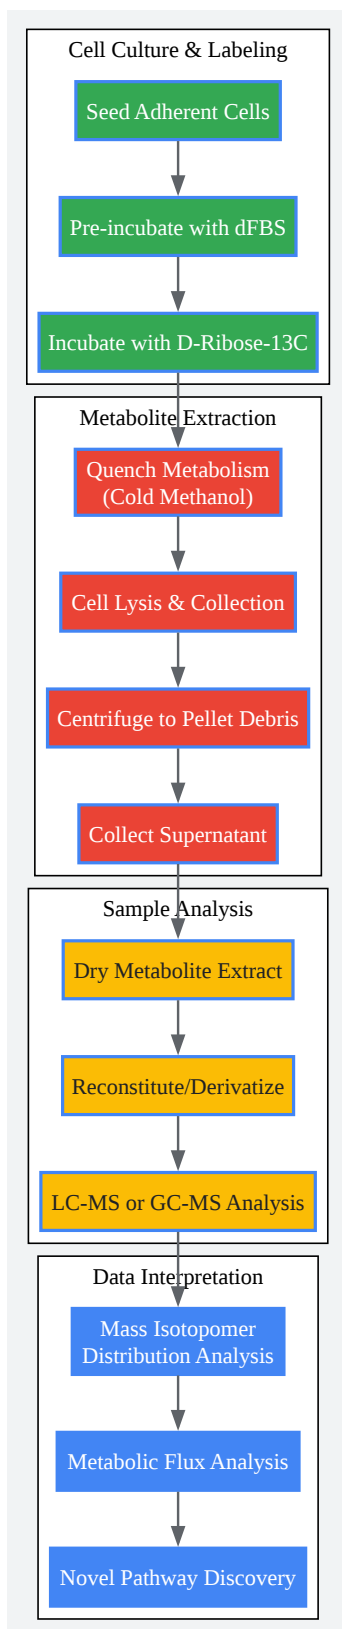 Cell Culture & Labeling
Seed Adherent Cells
Pre-incubate with dFBS
Incubate with D-Ribose-13C
Metabolite Extraction
Quench Metabolism
(Cold Methanol)
Cell Lysis & Collection
Centrifuge to Pellet Debris
Collect Supernatant
Sample Analysis
Dry Metabolite Extract
Reconstitute/Derivatize
LC-MS or GC-MS Analysis
Data Interpretation
Mass Isotopomer
Distribution Analysis
Metabolic Flux Analysis
Novel Pathway Discovery